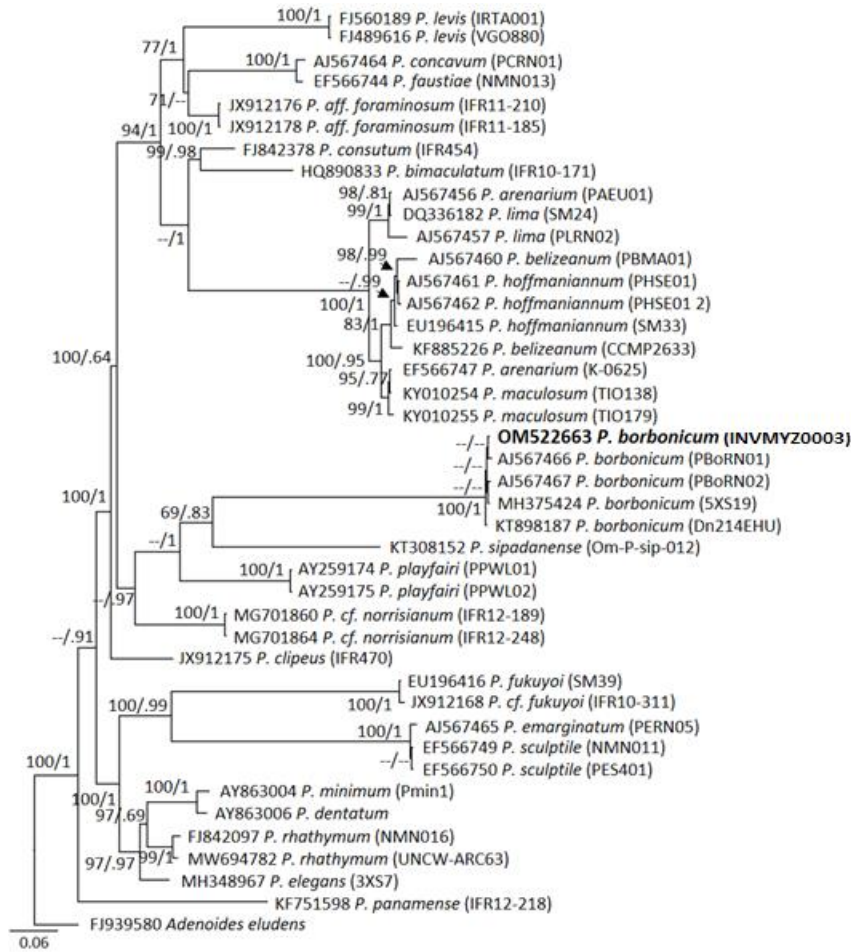 100/1 FJ560189 P. levis (IRTA001)
FJ489616 P. levis (VGO880)
77/1
100/1 AJ567464 P. concavum (PCRN01)
EF566744 P. faustiae (NMN013)
71/--
JX912176 P. aff. foraminosum (IFR11-210)
94/1 100/1 JX912178 P. aff. foraminosum (IFR11-185)
99/.98 FJ842378 P. consutum (IFR454)
HQ890833 P. bimaculatum (IFR10-171)
98/.81 AJ567456 P. arenarium (PAEU01)
99/1 DQ336182 P. lima (SM24)
--/1 AJ567457 P. lima (PLRN02)
98/.99 AJ567460 P. belizeanum (PBMA01)
--/.99 AJ567461 P. hoffmaniannum (PHSE01)
100/1 AJ567462 P. hoffmaniannum (PHSE01 2)
83/1 EU196415 P. hoffmaniannum (SM33)
KF885226 P. belizeanum (CCMP2633)
100/.64 100/.95 EF566747 P. arenarium (K-0625)
95/.77 KY010254 P. maculosum (TIO138)
99/1 KY010255 P. maculosum (TIO179)
--/-- OM522663 P. borbonicum (INVMYZ0003)
--/-- AJ567466 P. borbonicum (PBoRN01)
--/-- AJ567467 P. borbonicum (PBoRN02)
100/1 100/1 MH375424 P. borbonicum (5XS19)
69/.83 KT898187 P. borbonicum (Dn214EHU)
--/1 KT308152 P. sipadanense (Om-P-sip-012)
100/1 AY259174 P. playfairi (PPWL01)
AY259175 P. playfairi (PPWL02)
--/.97
100/1 MG701860 P. cf. norrisianum (IFR12-189)
--/.91 MG701864 P. cf. norrisianum (IFR12-248)
JX912175 P. clipeus (IFR470)
EU196416 P. fukuyoi (SM39)
100/.99 100/1 JX912168 P. cf. fukuyoi (IFR10-311)
100/1 AJ567465 P. emarginatum (PERN05)
EF566749 P. sculptile (NMN011)
100/1 --/-- EF566750 P. sculptile (PES401)
100/1 AY863004 P. minimum (Pmin1)
100/1
97/.69 AY863006 P. dentatum
FJ842097 P. rhathymum (NMN016)
97/.97 99/1 MW694782 P. rhathymum (UNCW-ARC63)
MH348967 P. elegans (3XS7)
KF751598 P. panamense (IFR12-218)
FJ939580 Adenoides eludens
0.06